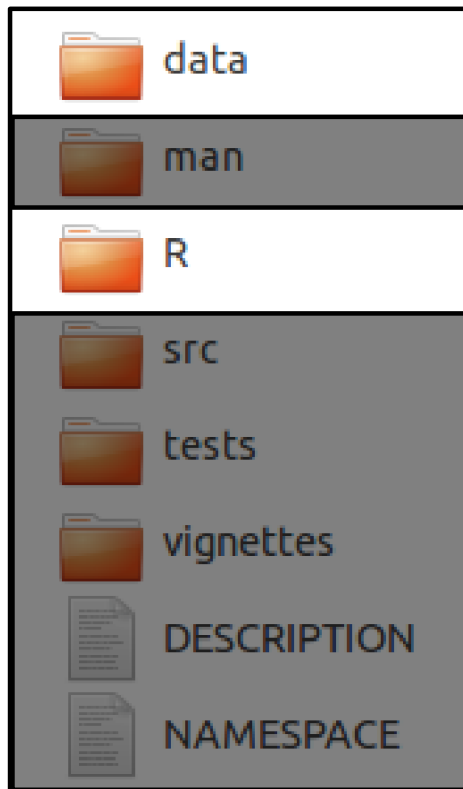 data
man
R
src
tests
vignettes
DESCRIPTION
NAMESPACE